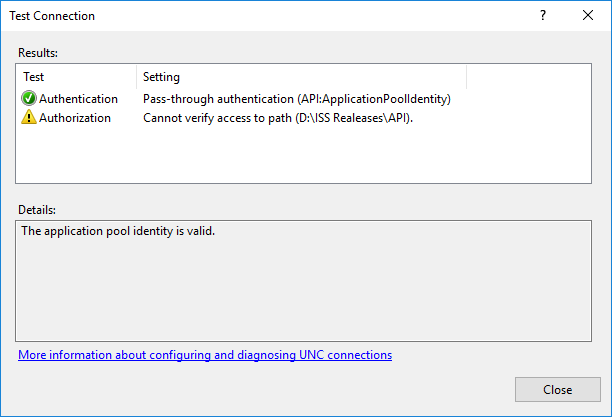 Test Connection
?
Results:
Test Setting
Authentication Pass-through authentication (API:ApplicationPoolIdentity)
Authorization Cannot verify access to path (D:\ISS Realeases\API).
Details:
The application pool identity is valid.
More information about configuring and diagnosing UNC connections
Close